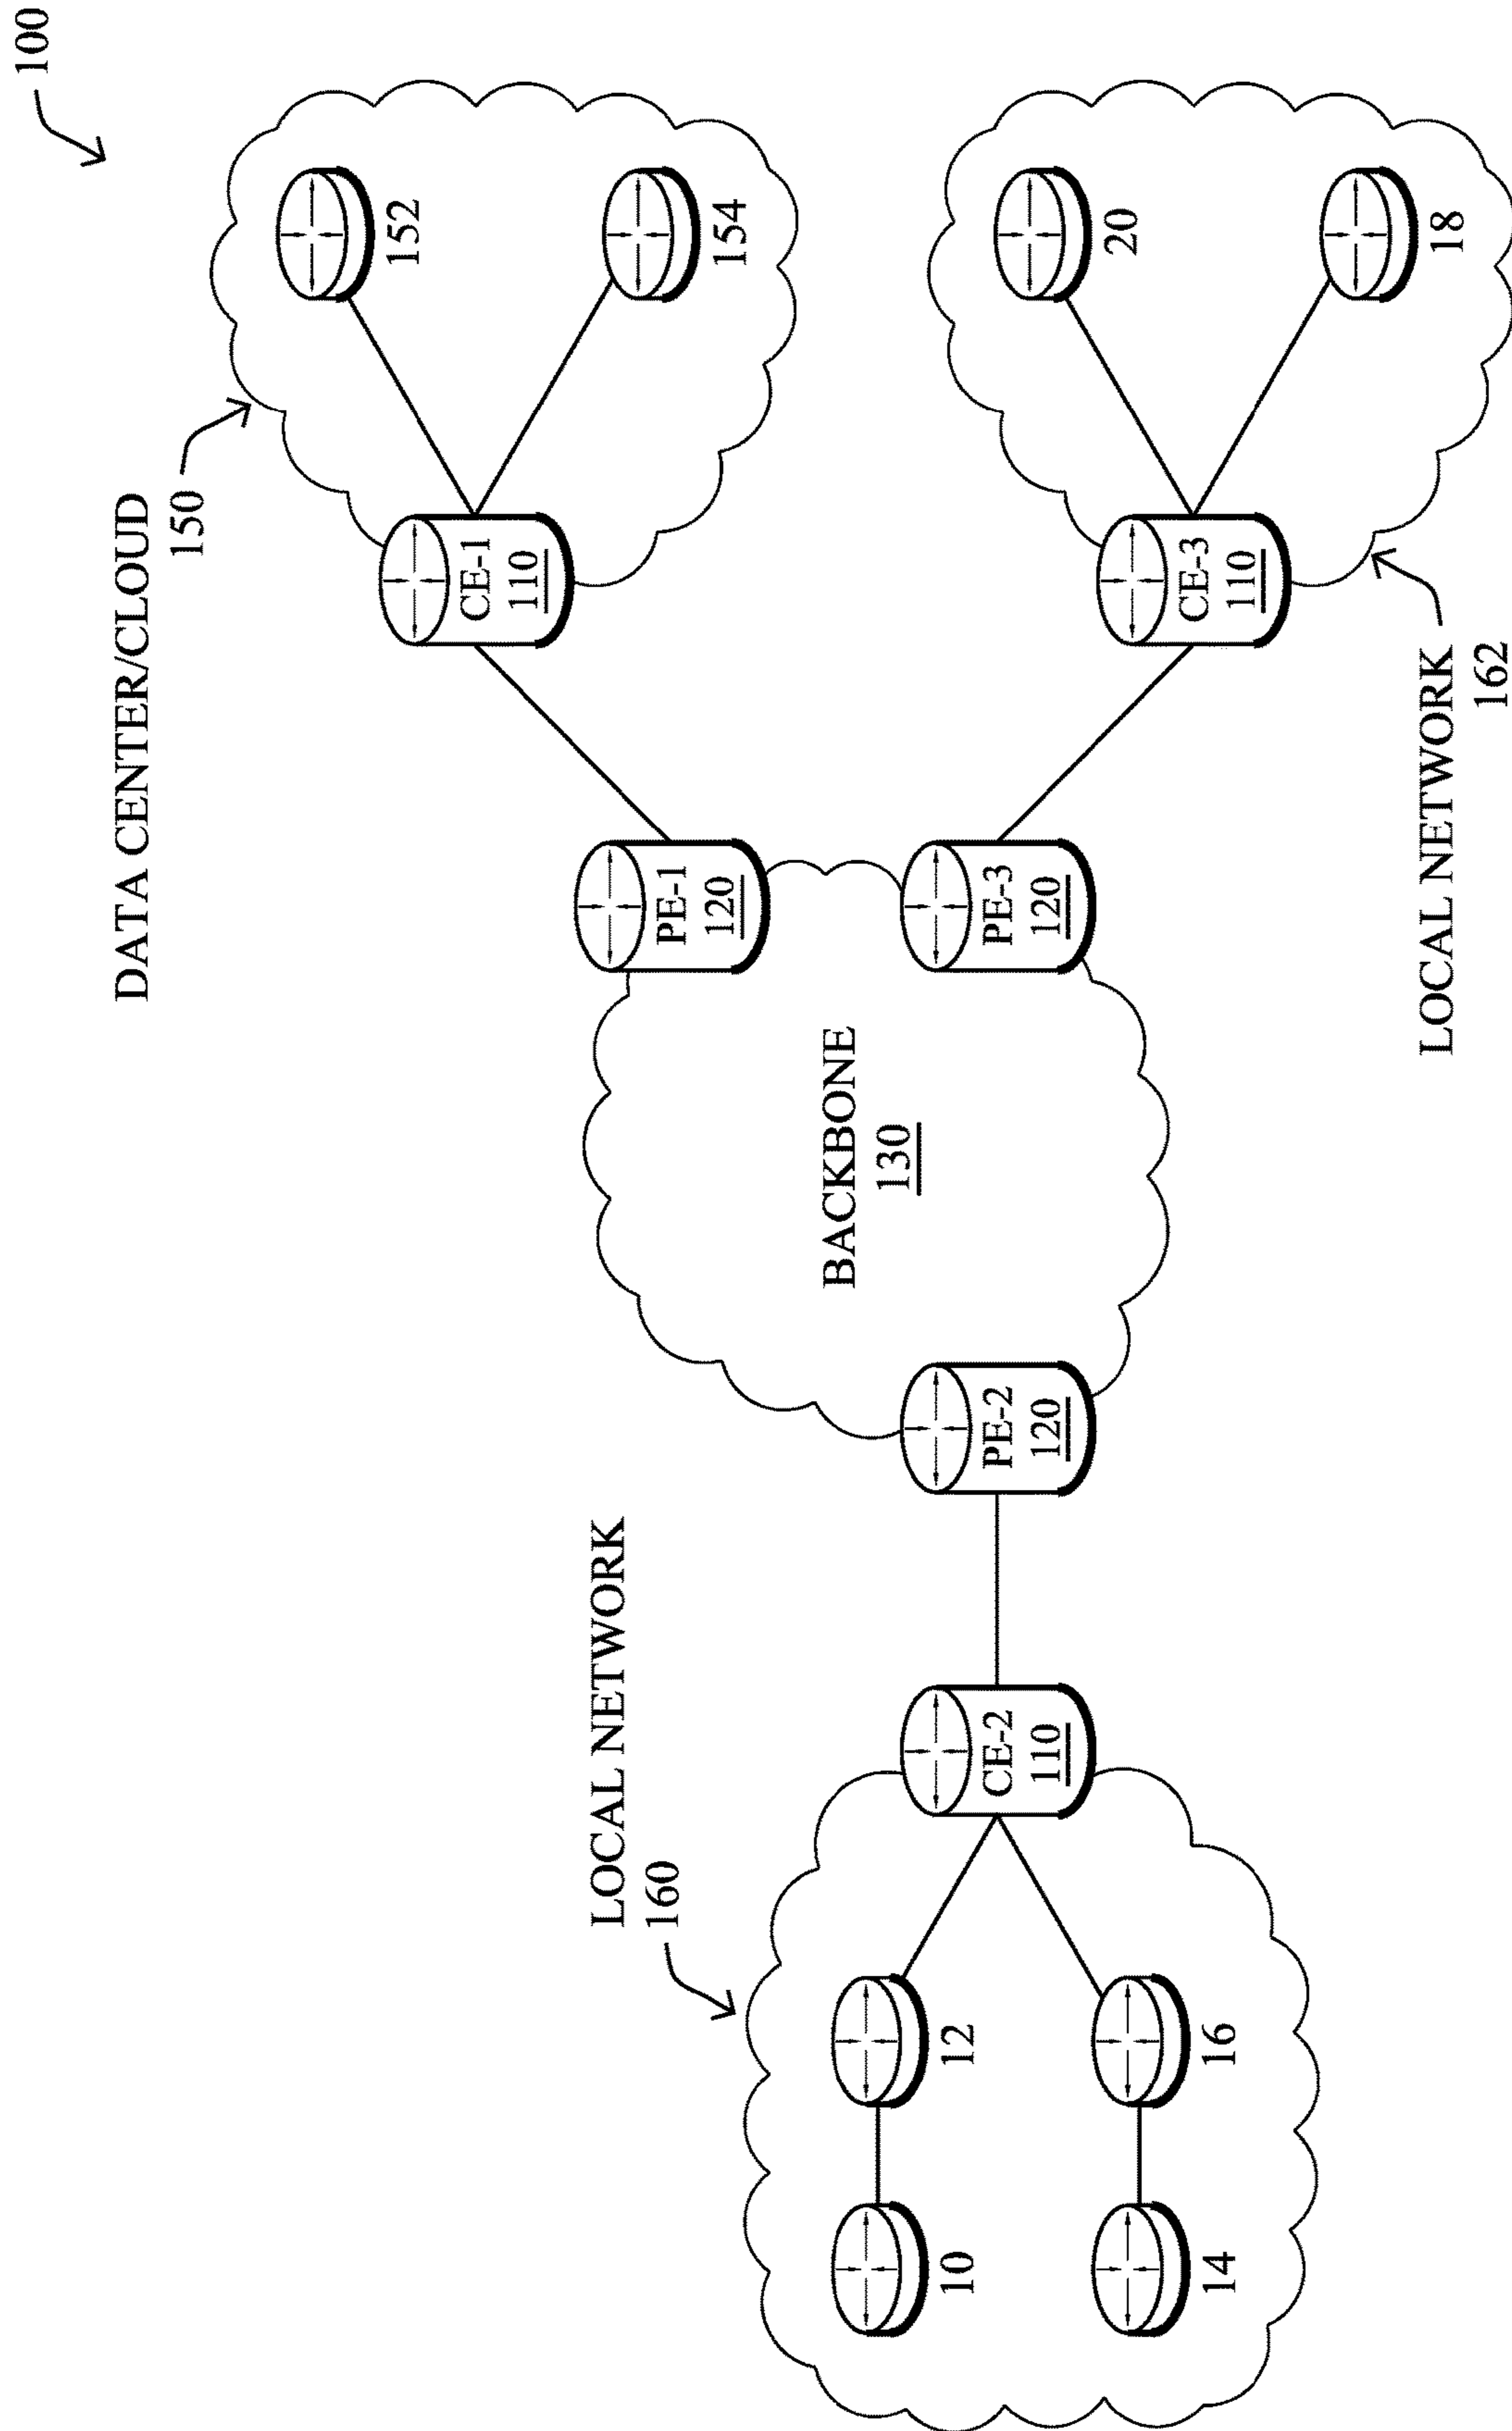 100
DATA CENTER/CLOUD
150
152
CE-1
110
154
PE-1
120
LOCAL NETWORK
160
BACKBONE
130
10
12
CE-2
110
PE-2
120
PE-3
120
20
CE-3
110
14
16
18
LOCAL NETWORK
162